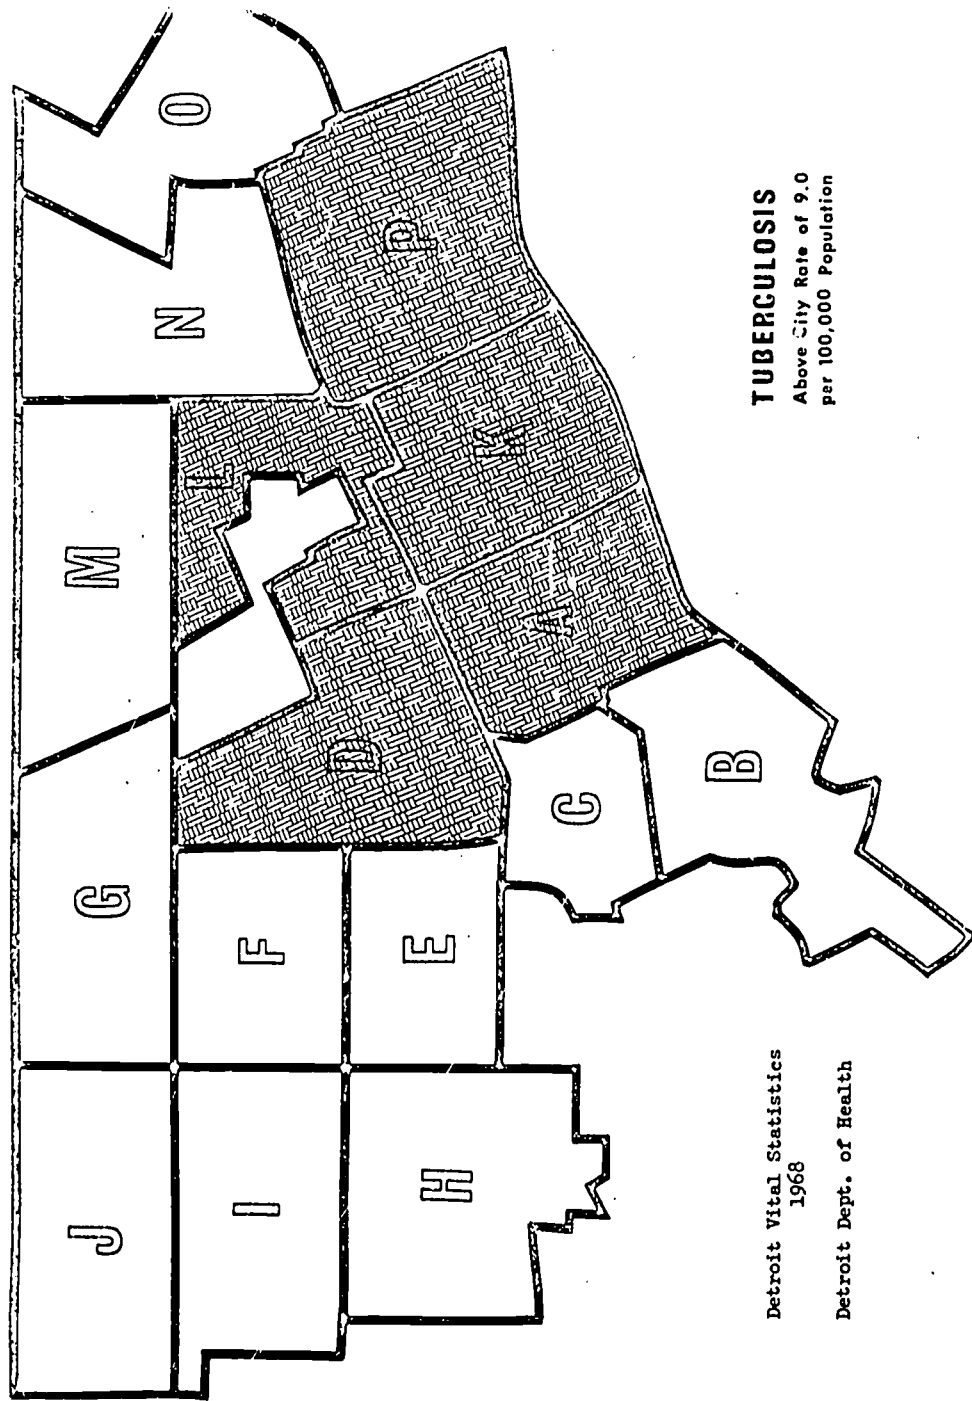 J
G
M
O
I
F
L
N
H
E
D
K
P
C
A
B
TUBERCULOSIS
Above City Rate of 9.0
per 100,000 Population
Detroit Vital Statistics
1968
Detroit Dept. of Health